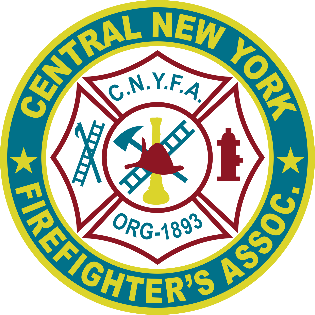 CENTRAL NEW YORK
C.N.Y.F.A.
ORG-1893
FIREFIGHTER'S ASSOC.